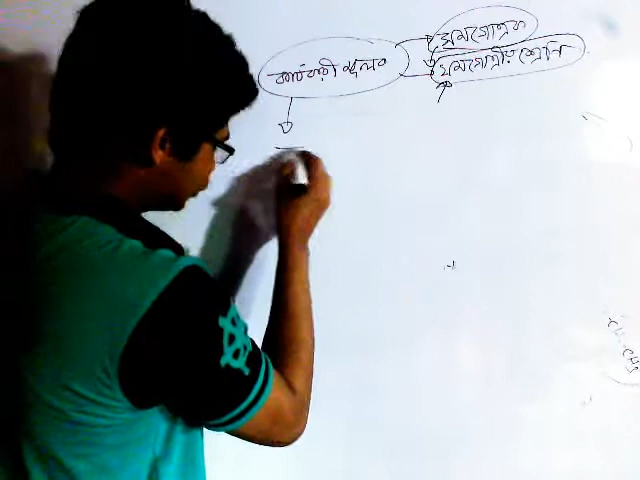 সমগোত্রক
কার্যকরী মূলক
সমগোত্রীয় শ্রেণি